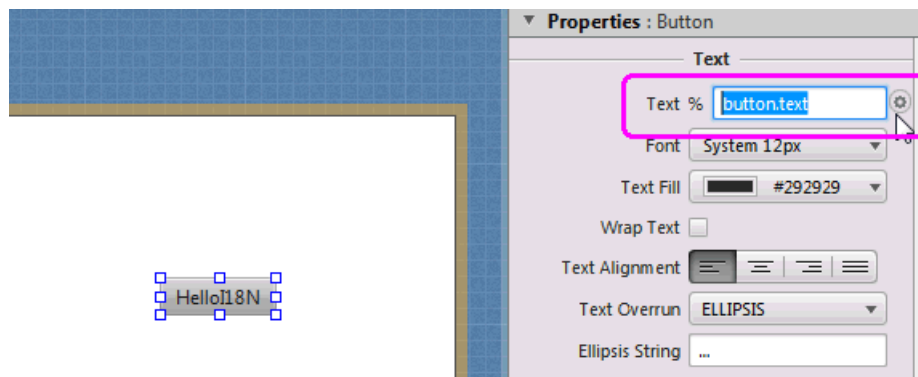 Properties : Button
Text
Text % button.text
Font System 12px
Text Fill #292929
Wrap Text
Text Alignment
HelloI18N
Text Overrun ELLIPSIS
Ellipsis String ...